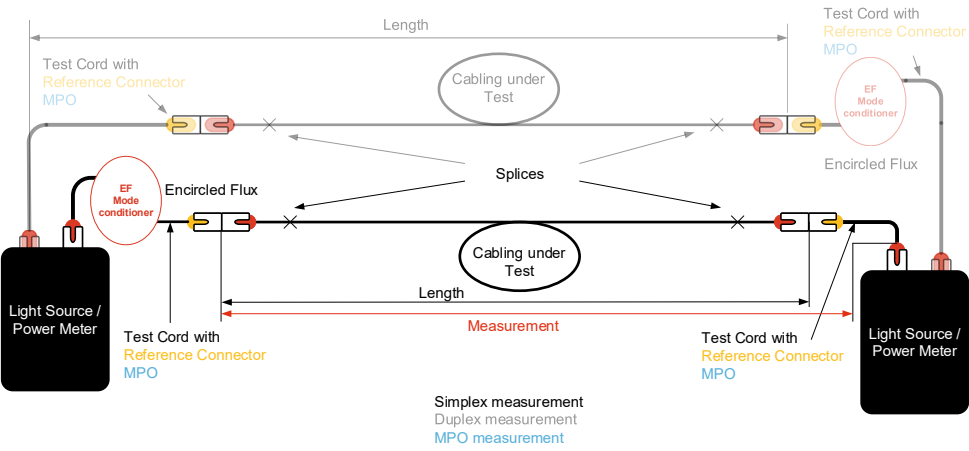 Length
Test Cord with
Reference Connector
MPO
Test Cord with
Reference Connector
MPO
Cabling under
Test
EF
Mode
conditioner
Encircled Flux
Splices
EF
Mode
conditioner
Encircled Flux
Cabling under
Test
Length
Measurement
Light Source /
Power Meter
Light Source /
Power Meter
Test Cord with
Reference Connector
MPO
Test Cord with
Reference Connector
MPO
Simplex measurement
Duplex measurement
MPO measurement